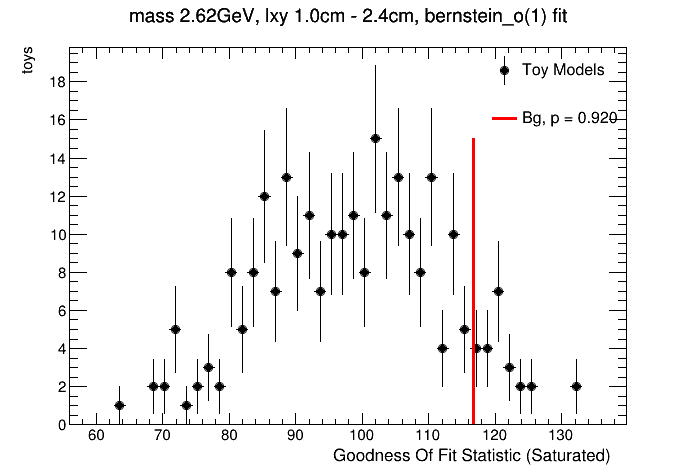 mass 2.62GeV, lxy 1.0cm - 2.4cm, bernstein_o(1) fit
toys
Toy Models
Bg, p = 0.920
18
16
14
12
10
8
6
4
2
0
60 70 80 90 100 110 120 130
Goodness Of Fit Statistic (Saturated)